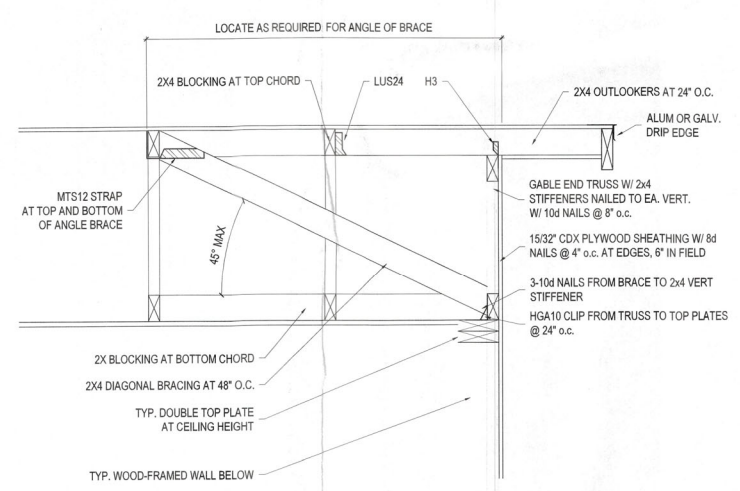 LOCATE AS REQUIRED FOR ANGLE OF BRACE
2X4 BLOCKING AT TOP CHORD
LUS24
H3
2X4 OUTLOOKERS AT 24" O.C.
ALUM OR GALV.
DRIP EDGE
MTS12 STRAP
AT TOP AND BOTTOM
OF ANGLE BRACE
45° MAX
GABLE END TRUSS W/ 2x4
STIFFENERS NAILED TO EA. VERT.
W/ 10d NAILS @ 8" o.c.
15/32" CDX PLYWOOD SHEATHING W/ 8d
NAILS @ 4" o.c. AT EDGES, 6" IN FIELD
3-10d NAILS FROM BRACE TO 2x4 VERT
STIFFENER
HGA10 CLIP FROM TRUSS TO TOP PLATES
@ 24" o.c.
2X BLOCKING AT BOTTOM CHORD
2X4 DIAGONAL BRACING AT 48" O.C.
TYP. DOUBLE TOP PLATE
AT CEILING HEIGHT
TYP. WOOD-FRAMED WALL BELOW